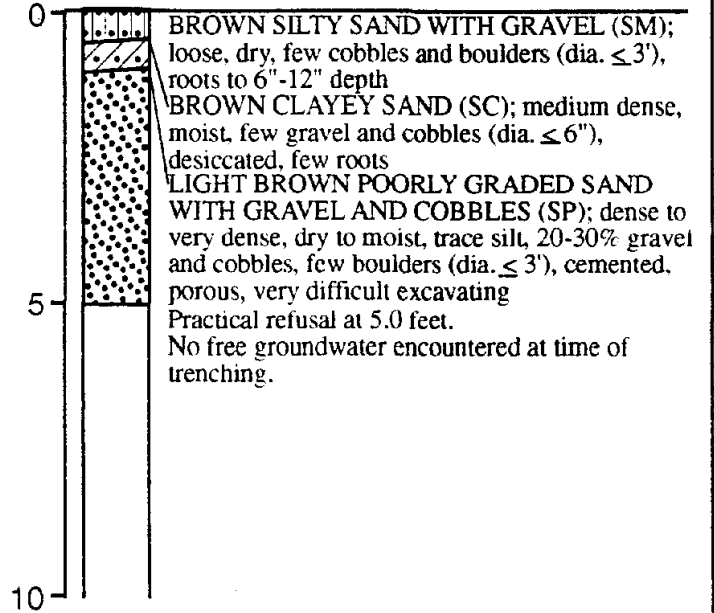 0
BROWN SILTY SAND WITH GRAVEL (SM);
loose, dry, few cobbles and boulders (dia. ≤ 3'),
roots to 6"-12" depth
BROWN CLAYEY SAND (SC); medium dense,
moist, few gravel and cobbles (dia. ≤ 6"),
desiccated, few roots
LIGHT BROWN POORLY GRADED SAND
WITH GRAVEL AND COBBLES (SP); dense to
very dense, dry to moist, trace silt, 20-30% gravel
and cobbles, few boulders (dia. ≤ 3'), cemented,
porous, very difficult excavating
5
Practical refusal at 5.0 feet.
No free groundwater encountered at time of
trenching.
10